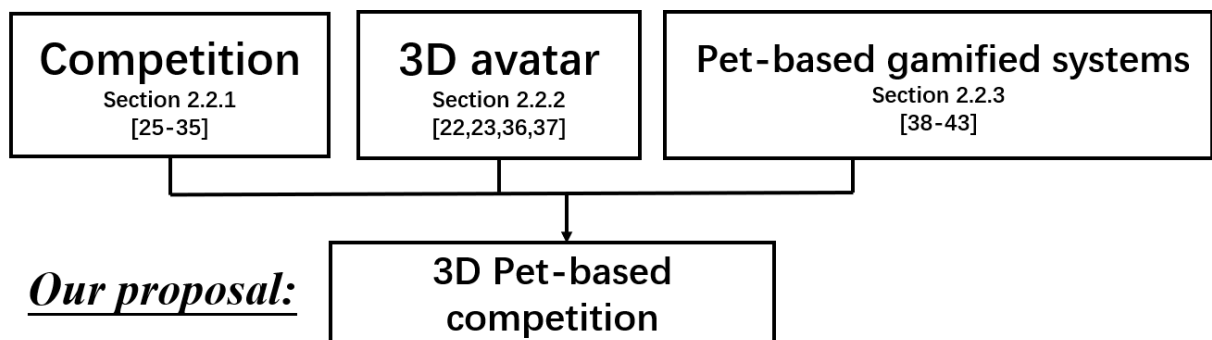 Competition
Section 2.2.1
[25-35]
3D avatar
Section 2.2.2
[22,23,36,37]
Pet-based gamified systems
Section 2.2.3
[38-43]
Our proposal:
3D Pet-based
competition